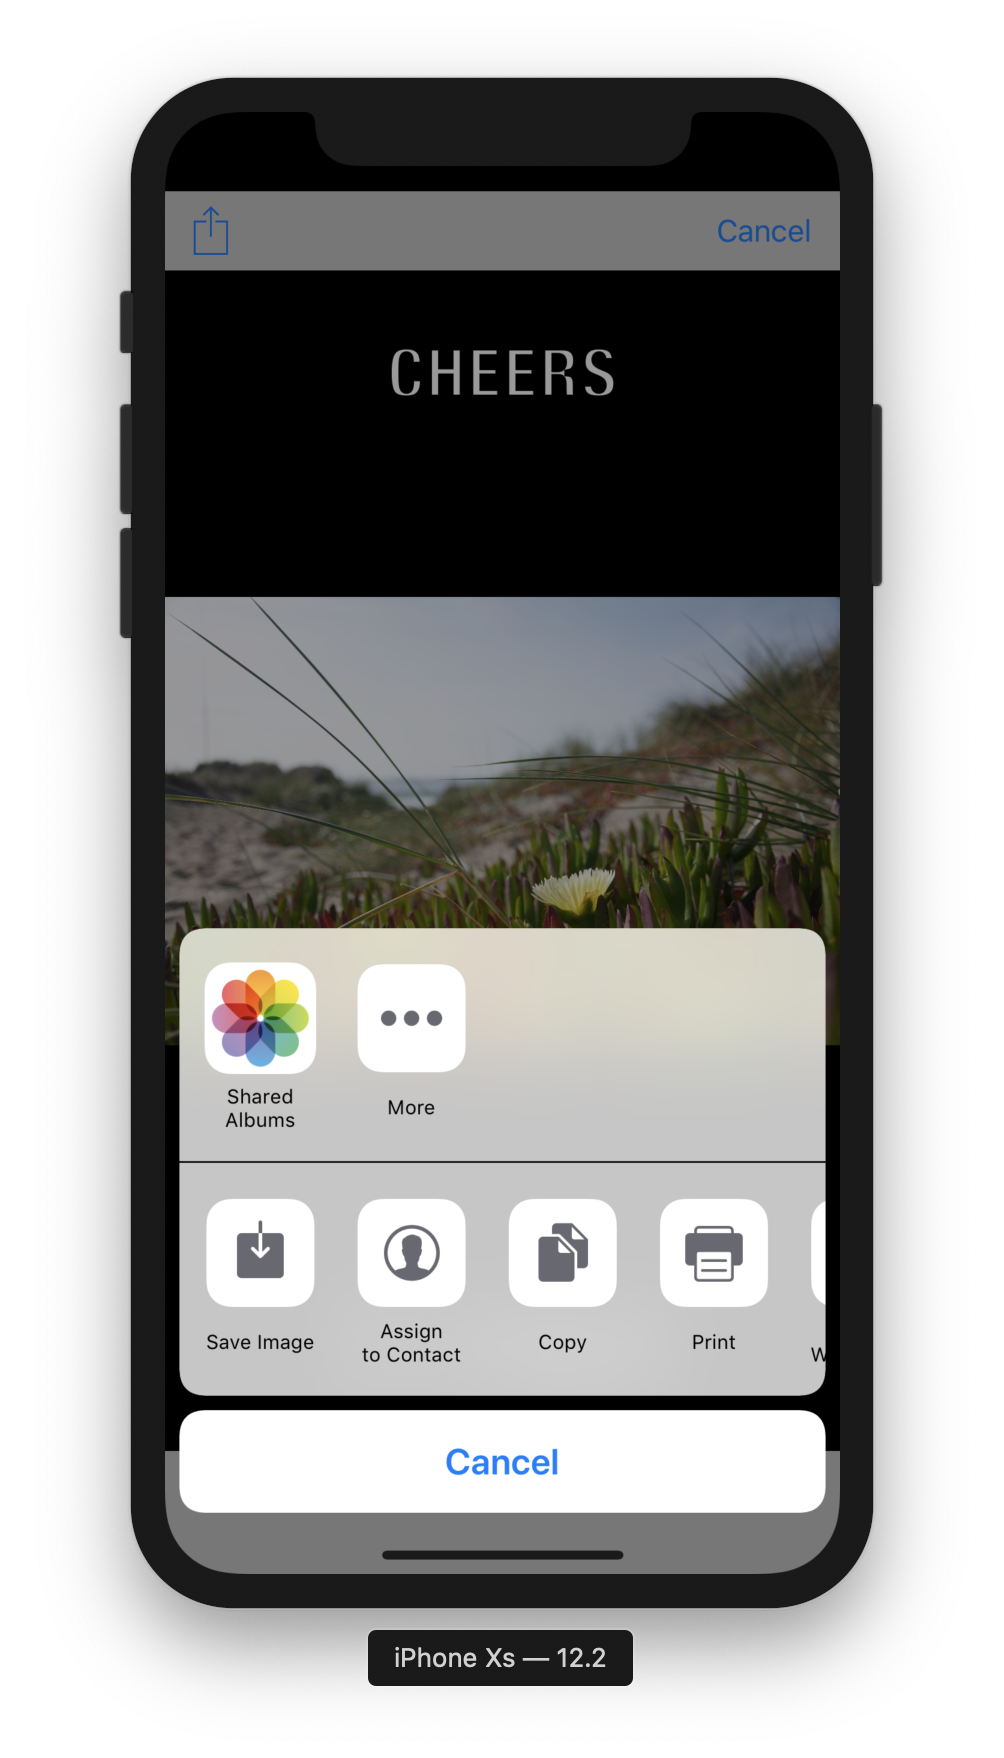 Cancel
CHEERS
Shared
Albums
More
Save Image
Assign
to Contact
Copy
Print
W
Cancel
iPhone Xs — 12.2